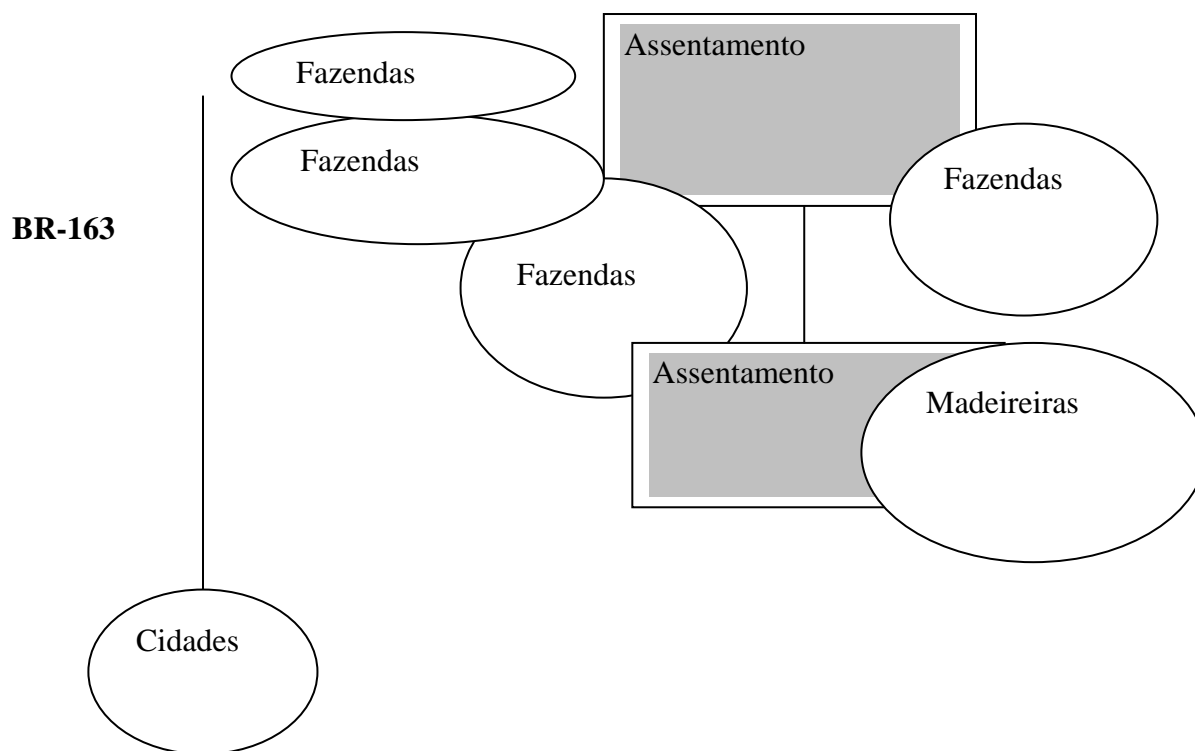 Assentamento
Fazendas
Fazendas
Fazendas
BR-163
Fazendas
Assentamento
Madeireiras
Cidades